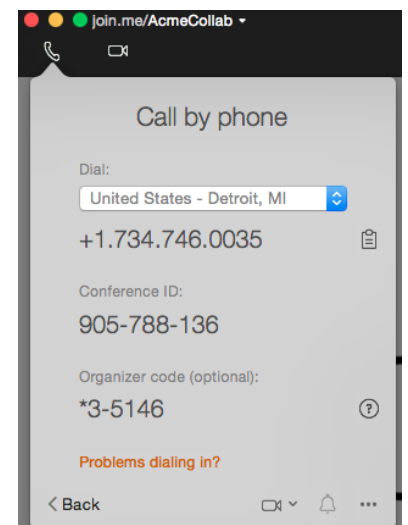 join.me/AcmeCollab
Call by phone
Dial:
United States - Detroit, MI
+1.734.746.0035
Conference ID:
905-788-136
Organizer code (optional):
*3-5146
?
Problems dialing in?
< Back